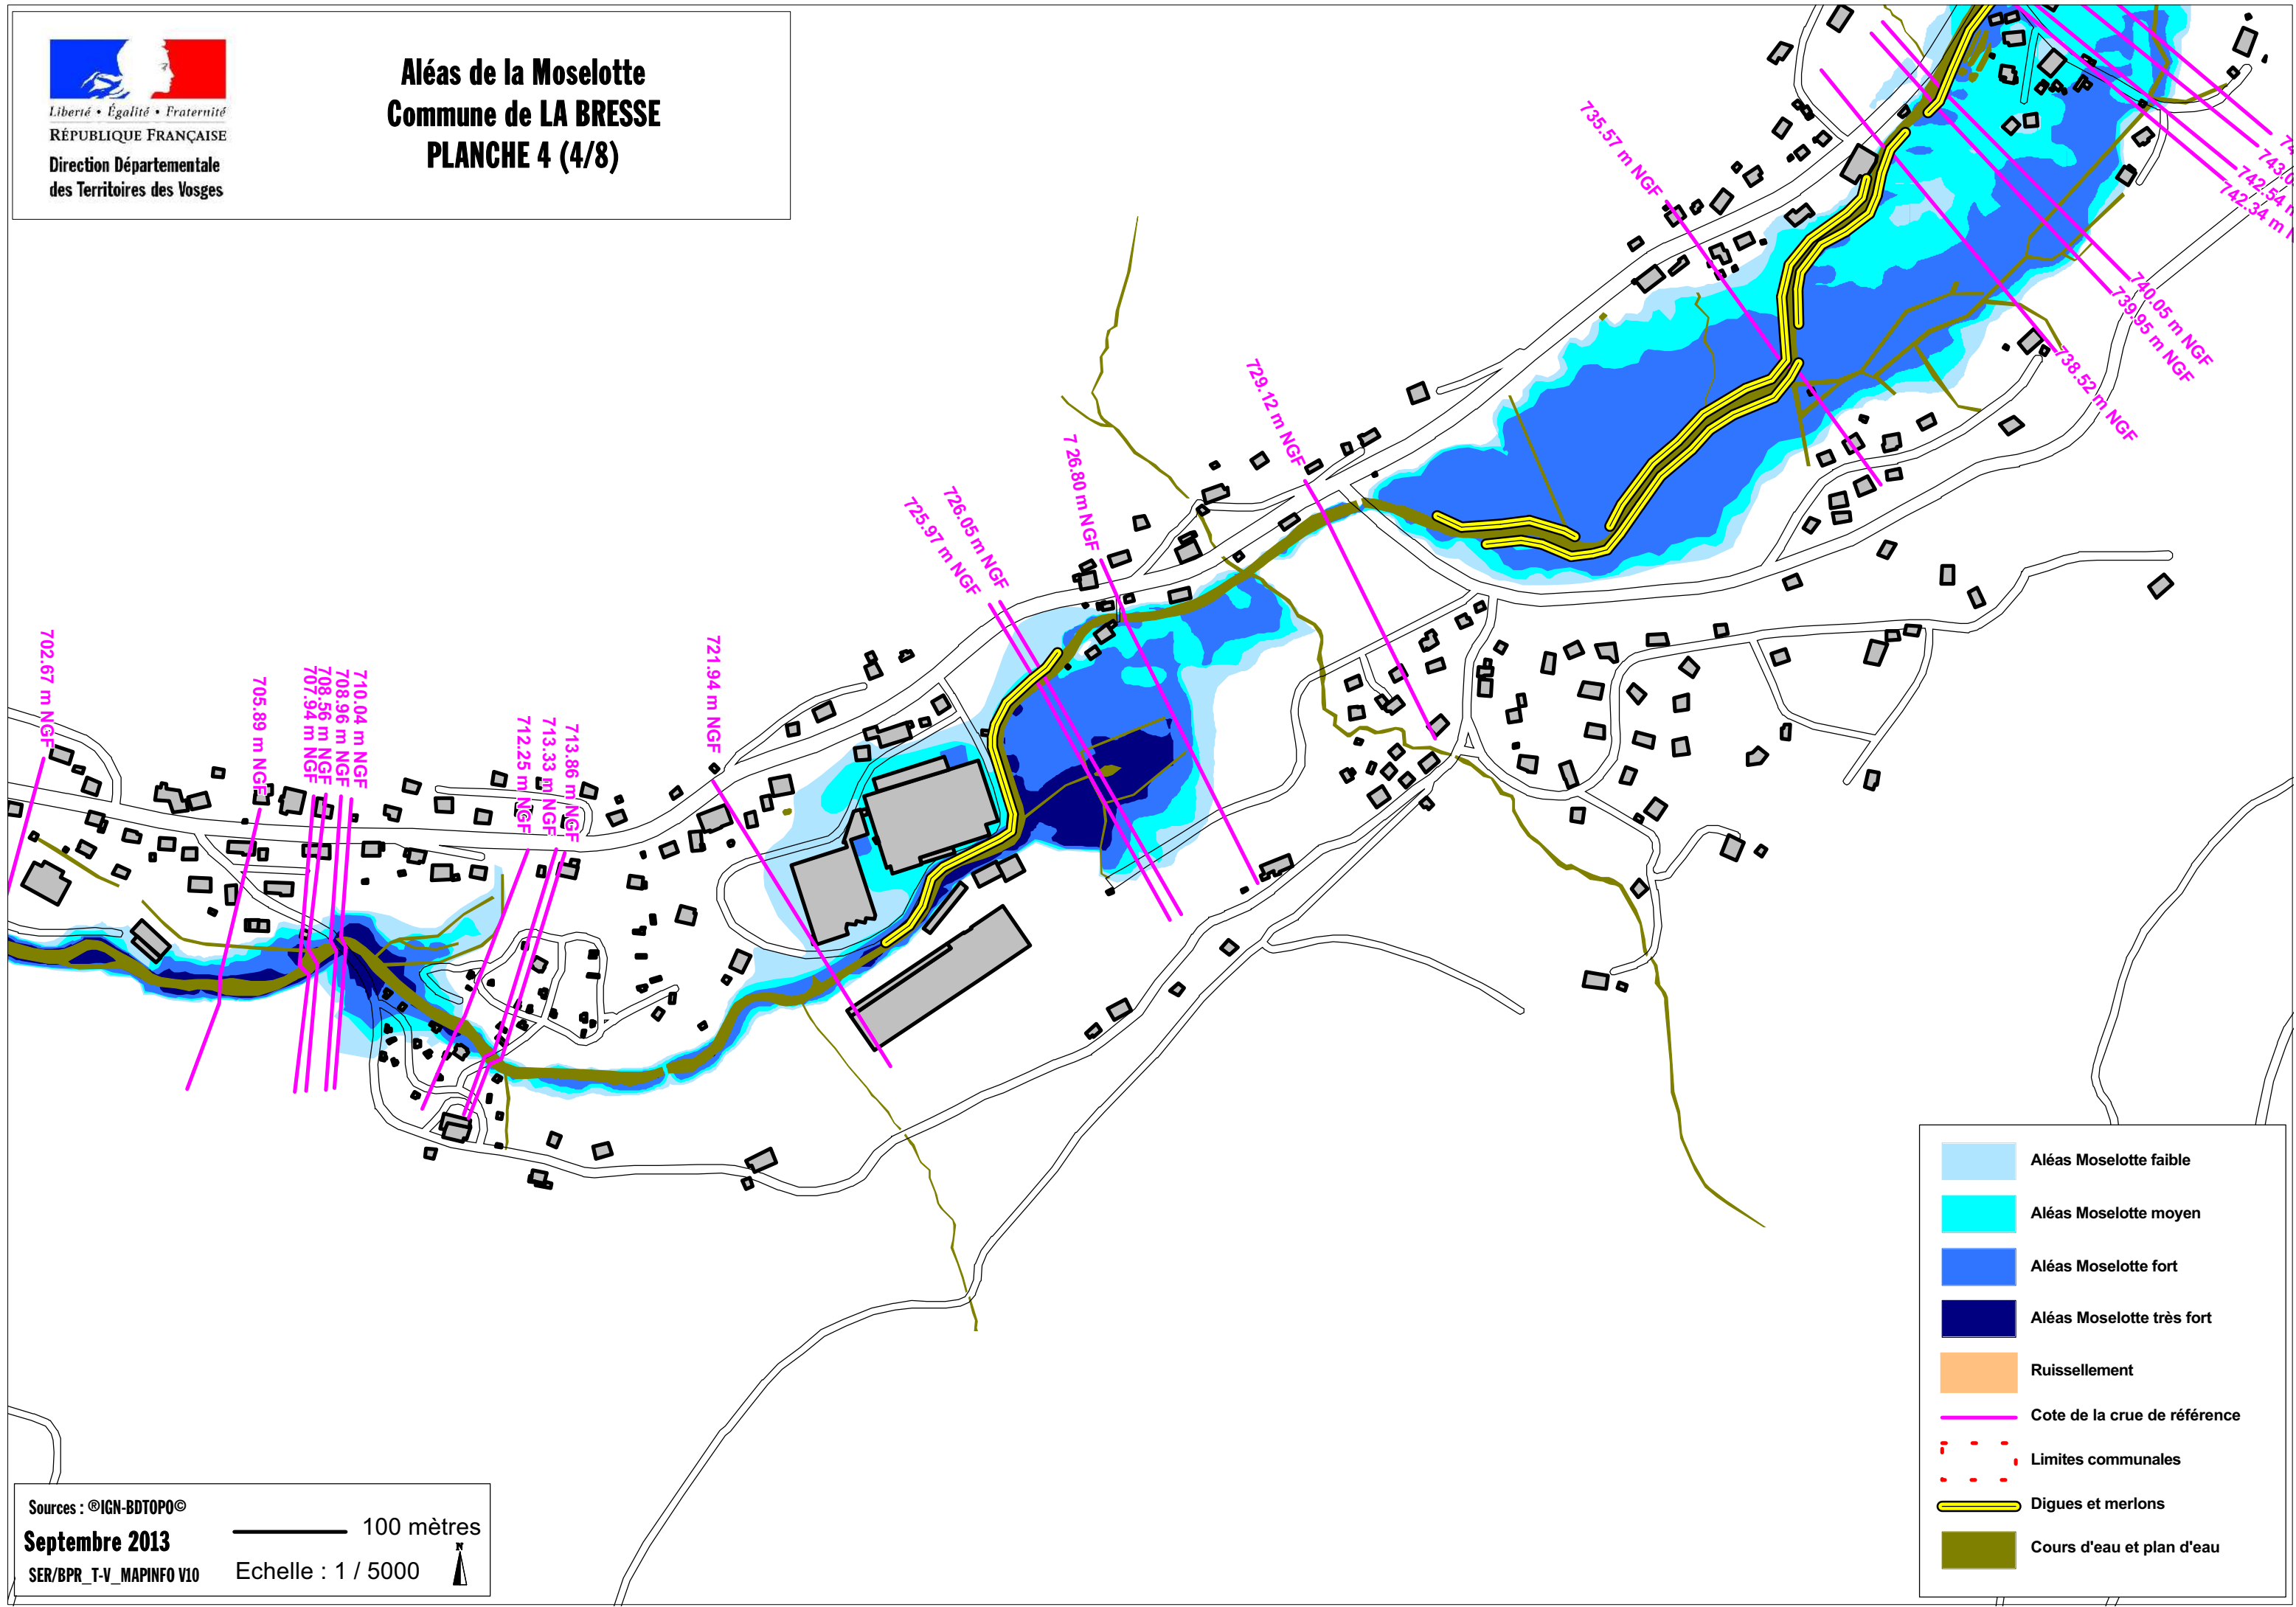 Liberté • Égalité • Fraternité
RÉPUBLIQUE FRANÇAISE
Direction Départementale
des Territoires des Vosges
Aléas de la Moselotte
Commune de LA BRESSE
PLANCHE 4 (4/8)
743.0
742.54 m
742.34 m N
740.05 m NGF
739.95 m NGF
738.52 m NGF
735.57 m NGF
729.12 m NGF
7 26.80 m NGF
726.05 m NGF
725.97 m NGF
721.94 m NGF
713.86 m NGF
713.33 m NGF
712.25 m NGF
710.04 m NGF
708.96 m NGF
708.56 m NGF
707.94 m NGF
705.89 m NGF
702.67 m NGF
Aléas Moselotte faible
Aléas Moselotte moyen
Aléas Moselotte fort
Aléas Moselotte très fort
Ruissellement
Cote de la crue de référence
Limites communales
Digues et merlons
Cours d'eau et plan d'eau
Sources : ®IGN-BDTOPO©
Septembre 2013
SER/BPR_T-V_MAPINFO V10
100 mètres
Echelle : 1 / 5000
N